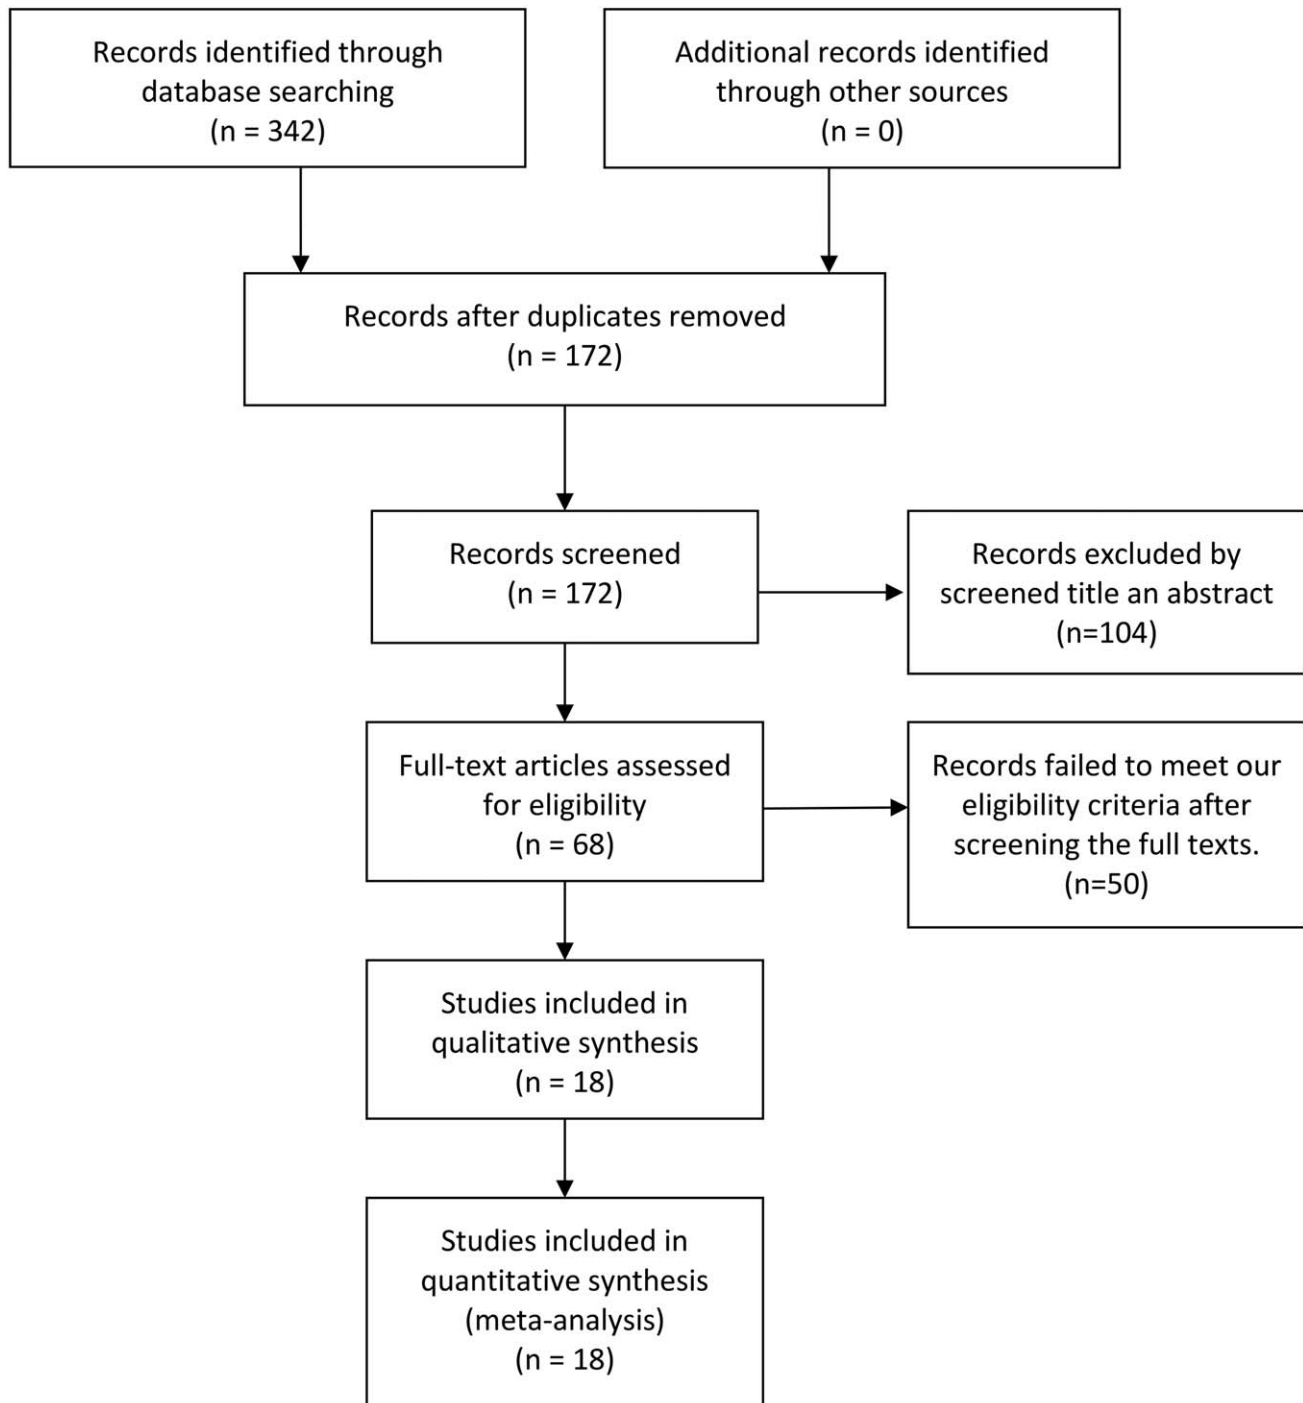 Records identified through
database searching
(n = 342)
Additional records identified
through other sources
(n = 0)
Records after duplicates removed
(n = 172)
Records screened
(n = 172)
Records excluded by
screened title an abstract
(n=104)
Full-text articles assessed
for eligibility
(n = 68)
Records failed to meet our
eligibility criteria after
screening the full texts.
(n=50)
Studies included in
qualitative synthesis
(n = 18)
Studies included in
quantitative synthesis
(meta-analysis)
(n = 18)